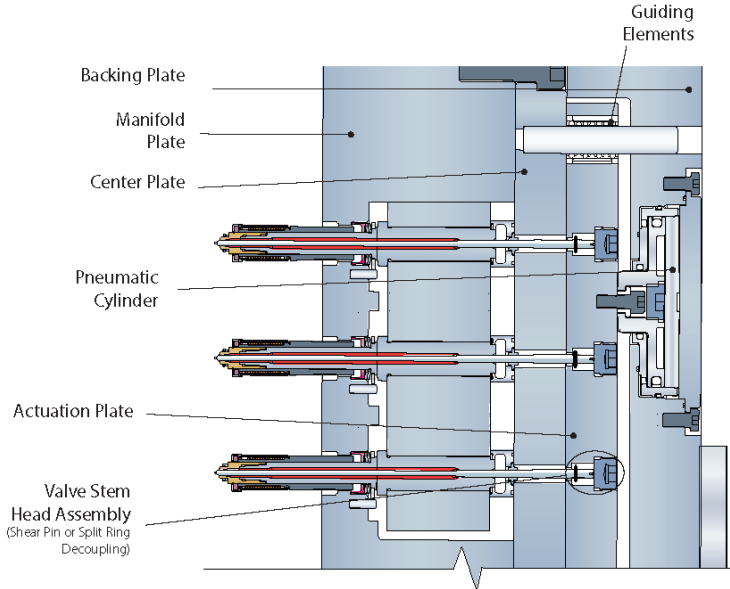 Guiding
Elements
Backing Plate
Manifold
Plate
Center Plate
Pneumatic
Cylinder
Actuation Plate
Valve Stem
Head Assembly
(Shear Pin or Split Ring
Decoupling)